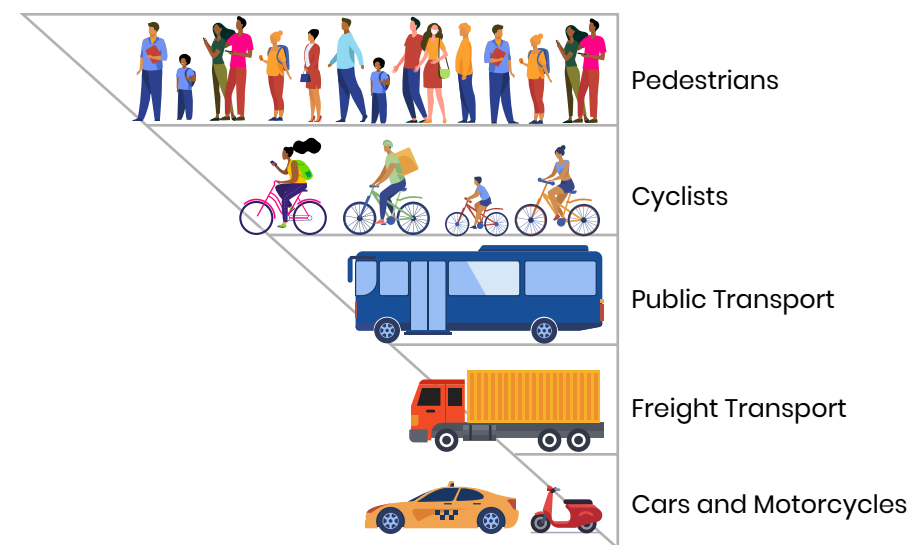 Pedestrians
Cyclists
Public Transport
Freight Transport
Cars and Motorcycles